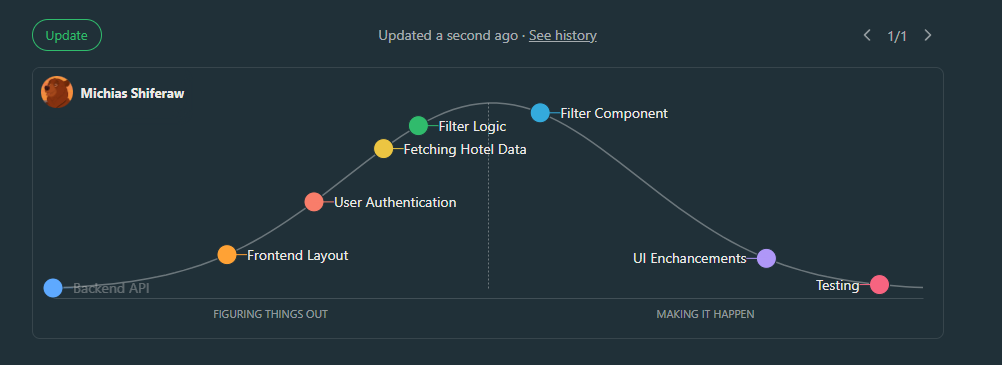 Update
Updated a second ago · See history
1/1
Michias Shiferaw
Filter Logic
Filter Component
Fetching Hotel Data
User Authentication
Frontend Layout
UI Enchancements
Backend API
Testing
FIGURING THINGS OUT
MAKING IT HAPPEN